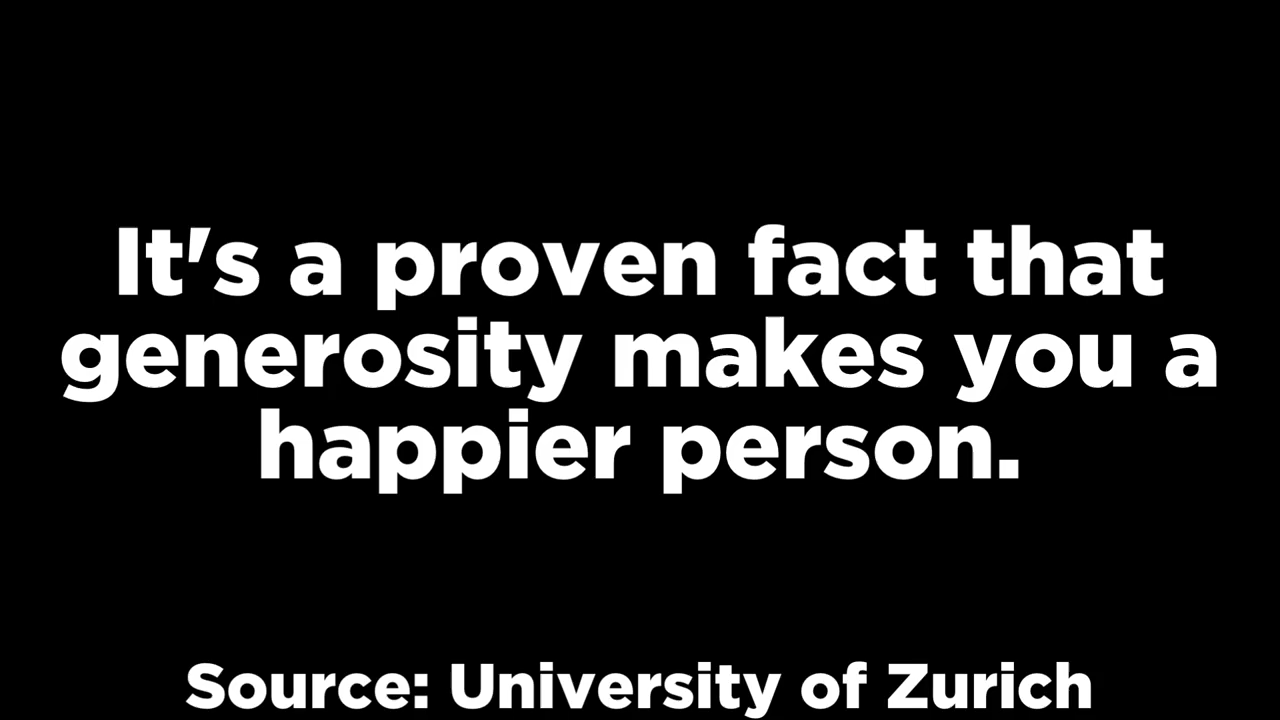 It's a proven fact that
generosity makes you a
happier person.
Source: University of Zurich